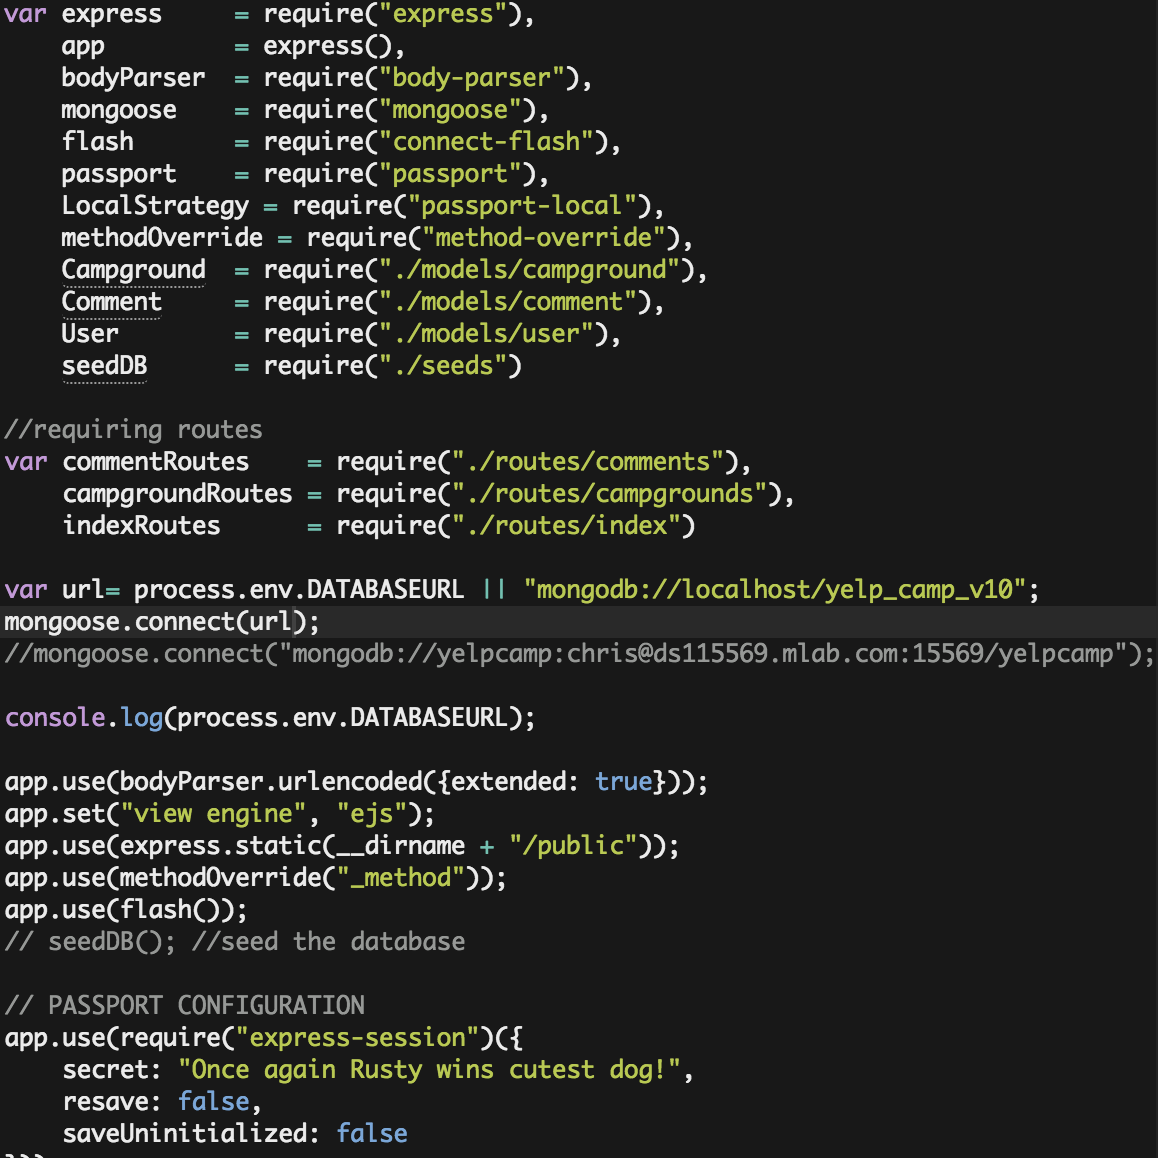 var express     = require("express"),
    app         = express(),
    bodyParser  = require("body-parser"),
    mongoose    = require("mongoose"),
    flash       = require("connect-flash"),
    passport    = require("passport"),
    LocalStrategy = require("passport-local"),
    methodOverride = require("method-override"),
    Campground  = require("./models/campground"),
    Comment     = require("./models/comment"),
    User        = require("./models/user"),
    seedDB      = require("./seeds")

//requiring routes
var commentRoutes    = require("./routes/comments"),
    campgroundRoutes = require("./routes/campgrounds"),
    indexRoutes      = require("./routes/index")

var url= process.env.DATABASEURL || "mongodb://localhost/yelp_camp_v10";
mongoose.connect(url);
//mongoose.connect("mongodb://yelpcamp:chris@ds115569.mlab.com:15569/yelpcamp");

console.log(process.env.DATABASEURL);

app.use(bodyParser.urlencoded({extended: true}));
app.set("view engine", "ejs");
app.use(express.static(__dirname + "/public"));
app.use(methodOverride("_method"));
app.use(flash());
// seedDB(); //seed the database

// PASSPORT CONFIGURATION
app.use(require("express-session")({
    secret: "Once again Rusty wins cutest dog!",
    resave: false,
    saveUninitialized: false